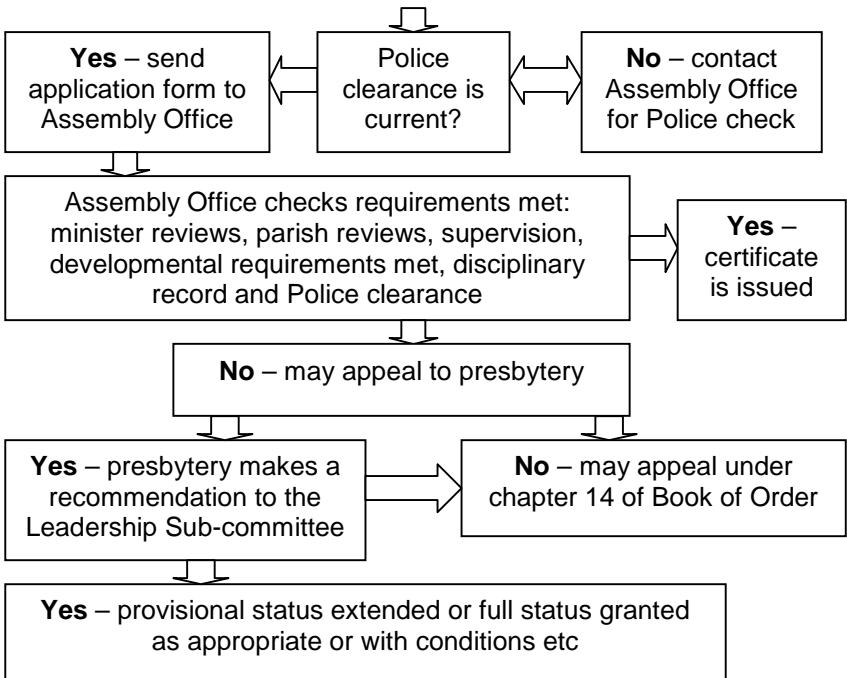 Yes – send
application form to
Assembly Office
Police
clearance is
current?
No – contact
Assembly Office
for Police check
Assembly Office checks requirements met:
minister reviews, parish reviews, supervision,
developmental requirements met, disciplinary
record and Police clearance
Yes –
certificate
is issued
No – may appeal to presbytery
Yes – presbytery makes a
recommendation to the
Leadership Sub-committee
No – may appeal under
chapter 14 of Book of Order
Yes – provisional status extended or full status granted
as appropriate or with conditions etc